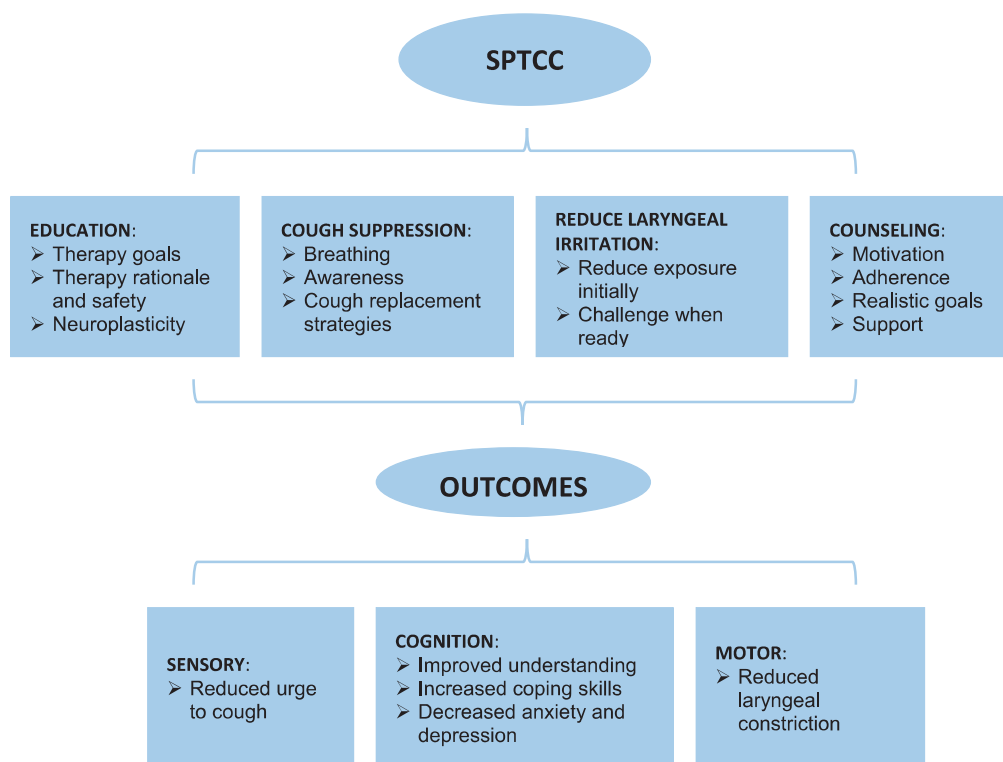 SPTCC
EDUCATION:
➢ Therapy goals
➢ Therapy rationale
and safety
➢ Neuroplasticity
COUGH SUPPRESSION:
➢ Breathing
➢ Awareness
➢ Cough replacement
strategies
REDUCE LARYNGEAL
IRRITATION:
➢ Reduce exposure
initially
➢ Challenge when
ready
COUNSELING:
➢ Motivation
➢ Adherence
➢ Realistic goals
➢ Support
OUTCOMES
SENSORY:
➢ Reduced urge
to cough
COGNITION:
➢ Improved understanding
➢ Increased coping skills
➢ Decreased anxiety and
depression
MOTOR:
➢ Reduced
laryngeal
constriction